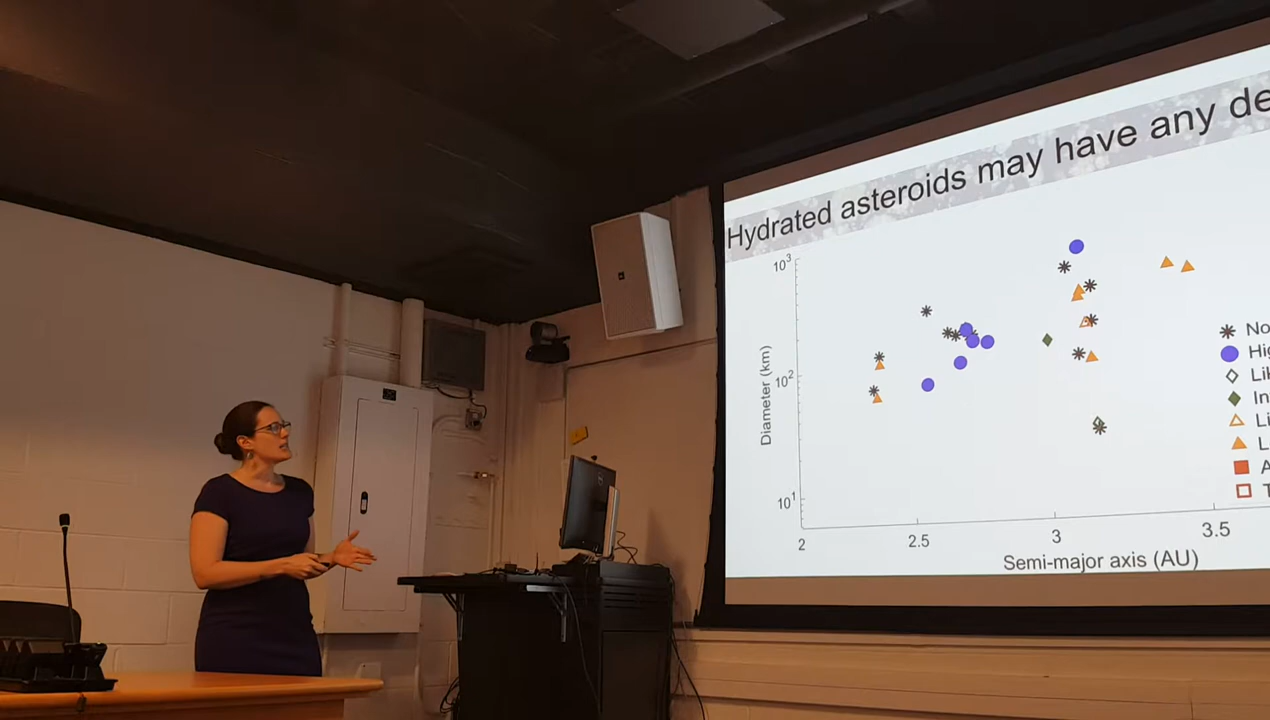 Hydrated asteroids may have any de
10³
10²
10¹
Diameter (km)
2
2.5
3
3.5
Semi-major axis (AU)
No
Hig
Lik
In
Li
L
A
T